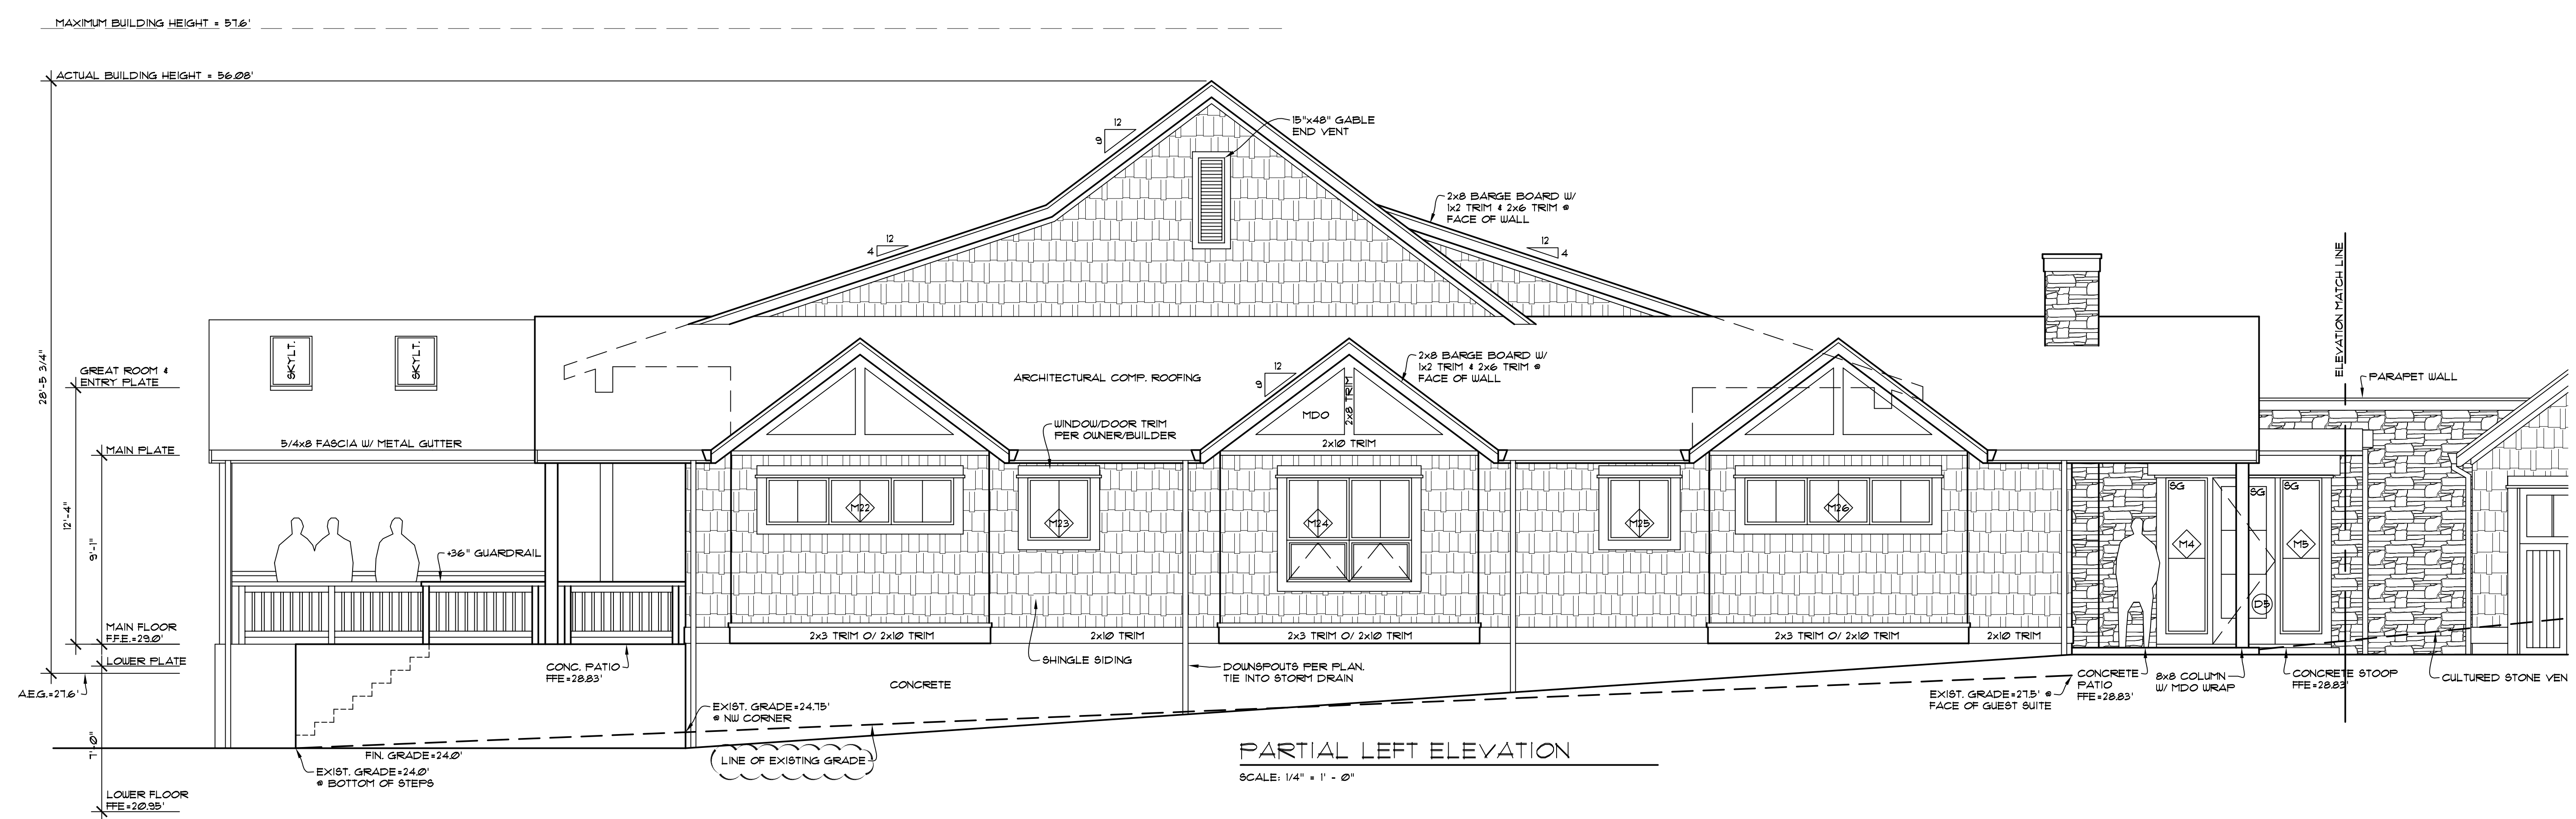 MAXIMUM BUILDING HEIGHT = 57.6'
ACTUAL BUILDING HEIGHT = 56.08'
12
9
15"x48" GABLE
END VENT
2x8 BARGE BOARD W/
1x2 TRIM & 2x6 TRIM @
FACE OF WALL
12
4
12
4
ELEVATION MATCH LINE
SKYLT.
SKYLT.
28'-5 3/4"
GREAT ROOM &
ENTRY PLATE
ARCHITECTURAL COMP. ROOFING
12
9
2x8 BARGE BOARD W/
1x2 TRIM & 2x6 TRIM @
FACE OF WALL
PARAPET WALL
MDO
2x8 TRIM
2x10 TRIM
WINDOW/DOOR TRIM
PER OWNER/BUILDER
5/4x8 FASCIA W/ METAL GUTTER
MAIN PLATE
12'-4"
9'-1"
M22
M23
M24
M25
M26
SG
SG
SG
M4
M5
D5
+36" GUARDRAIL
MAIN FLOOR
F.F.E.=29.0'
2x3 TRIM O/ 2x10 TRIM
2x10 TRIM
2x3 TRIM O/ 2x10 TRIM
2x3 TRIM O/ 2x10 TRIM
2x10 TRIM
LOWER PLATE
A.E.G.=27.6'
CONC. PATIO
FFE=28.83'
SHINGLE SIDING
DOWNSPOUTS PER PLAN.
TIE INTO STORM DRAIN
CONCRETE
EXIST. GRADE=27.5' @
FACE OF GUEST SUITE
CONCRETE
PATIO
FFE=28.83'
8x8 COLUMN
W/ MDO WRAP
CONCRETE STOOP
FFE=28.83'
CULTURED STONE VEN
EXIST. GRADE=24.75'
@ NW CORNER
7'-0"
FIN. GRADE=24.0'
EXIST. GRADE=24.0'
@ BOTTOM OF STEPS
LINE OF EXISTING GRADE
LOWER FLOOR
FFE=20.95'
PARTIAL LEFT ELEVATION
SCALE: 1/4" = 1' - 0"